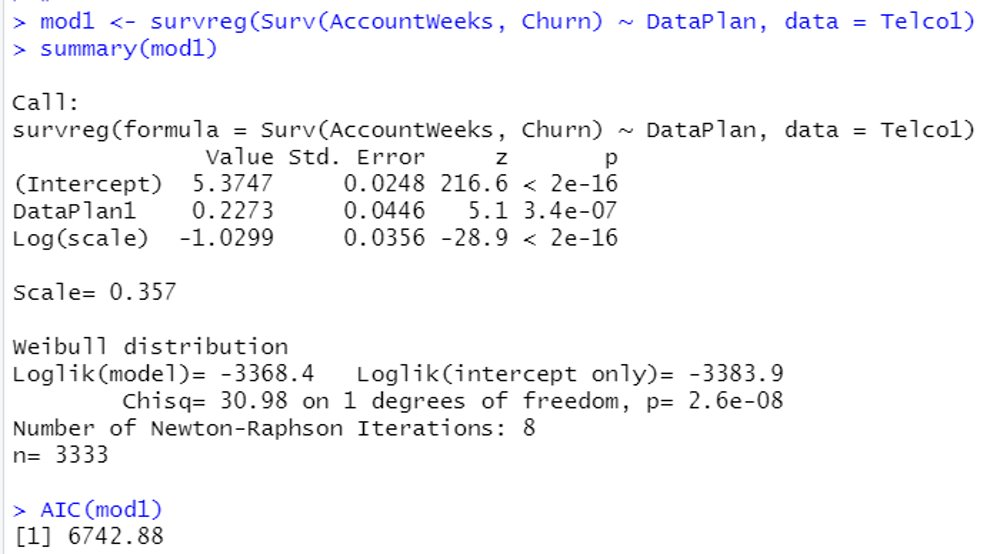 > mod1 <- survreg(Surv(AccountWeeks, Churn) ~ DataPlan, data = Telco1)
> summary(mod1)
Call:
survreg(formula = Surv(AccountWeeks, Churn) ~ DataPlan, data = Telco1)
Value Std. Error z p
(Intercept) 5.3747 0.0248 216.6 < 2e-16
DataPlan1 0.2273 0.0446 5.1 3.4e-07
Log(scale) -1.0299 0.0356 -28.9 < 2e-16
Scale= 0.357
Weibull distribution
Loglik(model)= -3368.4 Loglik(intercept only)= -3383.9
Chisq= 30.98 on 1 degrees of freedom, p= 2.6e-08
Number of Newton-Raphson Iterations: 8
n= 3333
> AIC(mod1)
[1] 6742.88